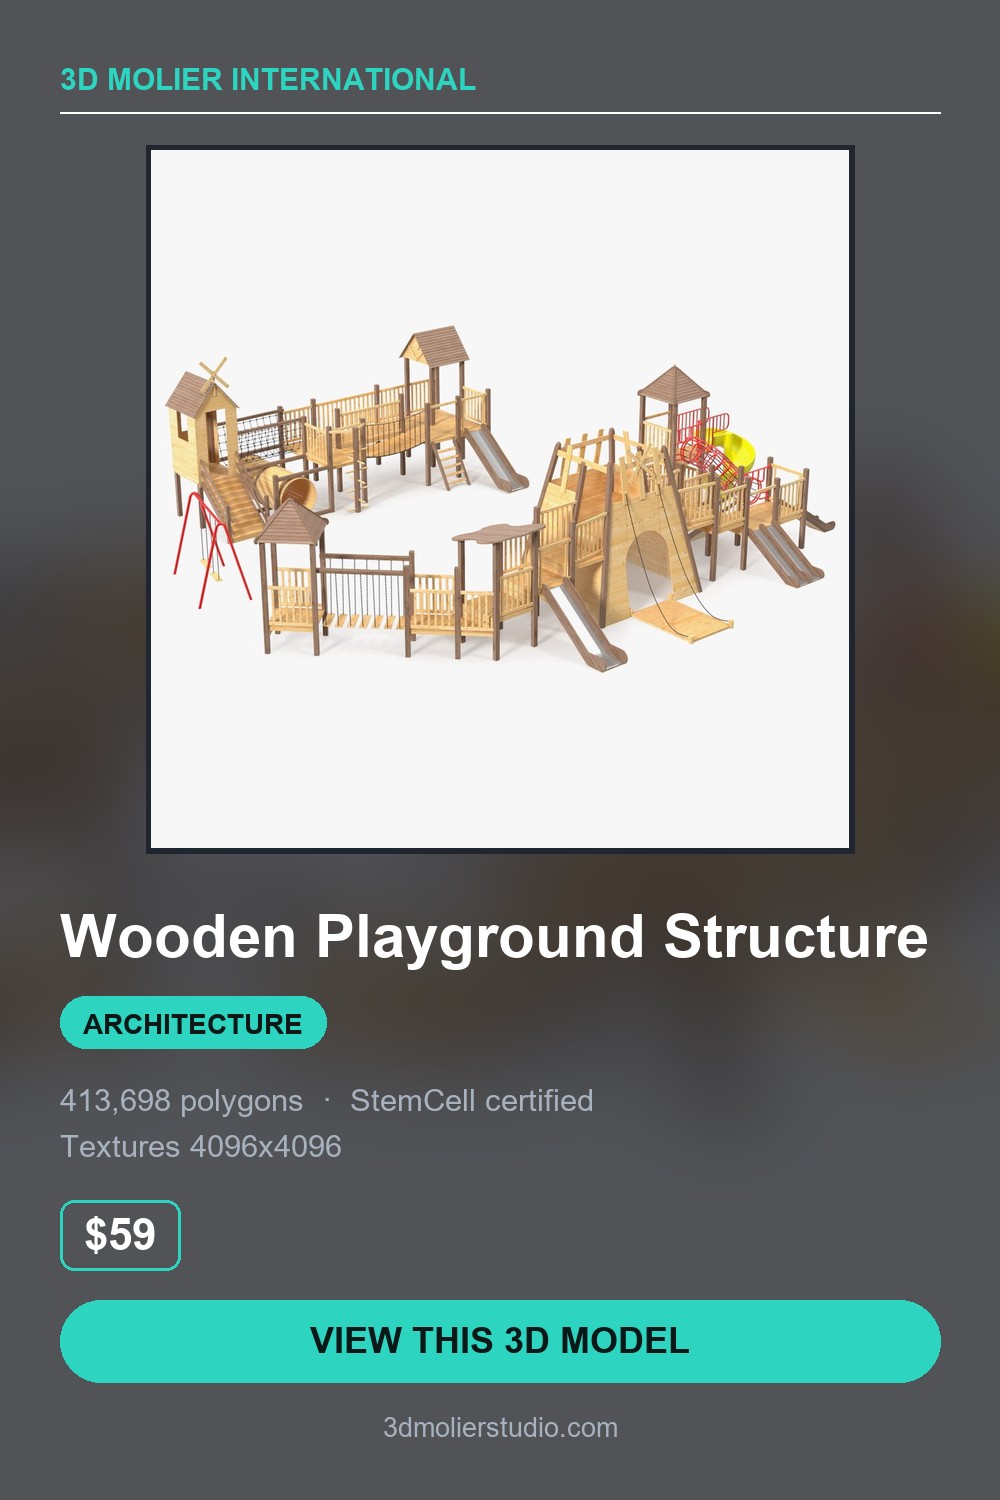 3D MOLIER INTERNATIONAL
Wooden Playground Structure
ARCHITECTURE
413,698 polygons · StemCell certified
Textures 4096x4096
$59
VIEW THIS 3D MODEL
3dmolierstudio.com